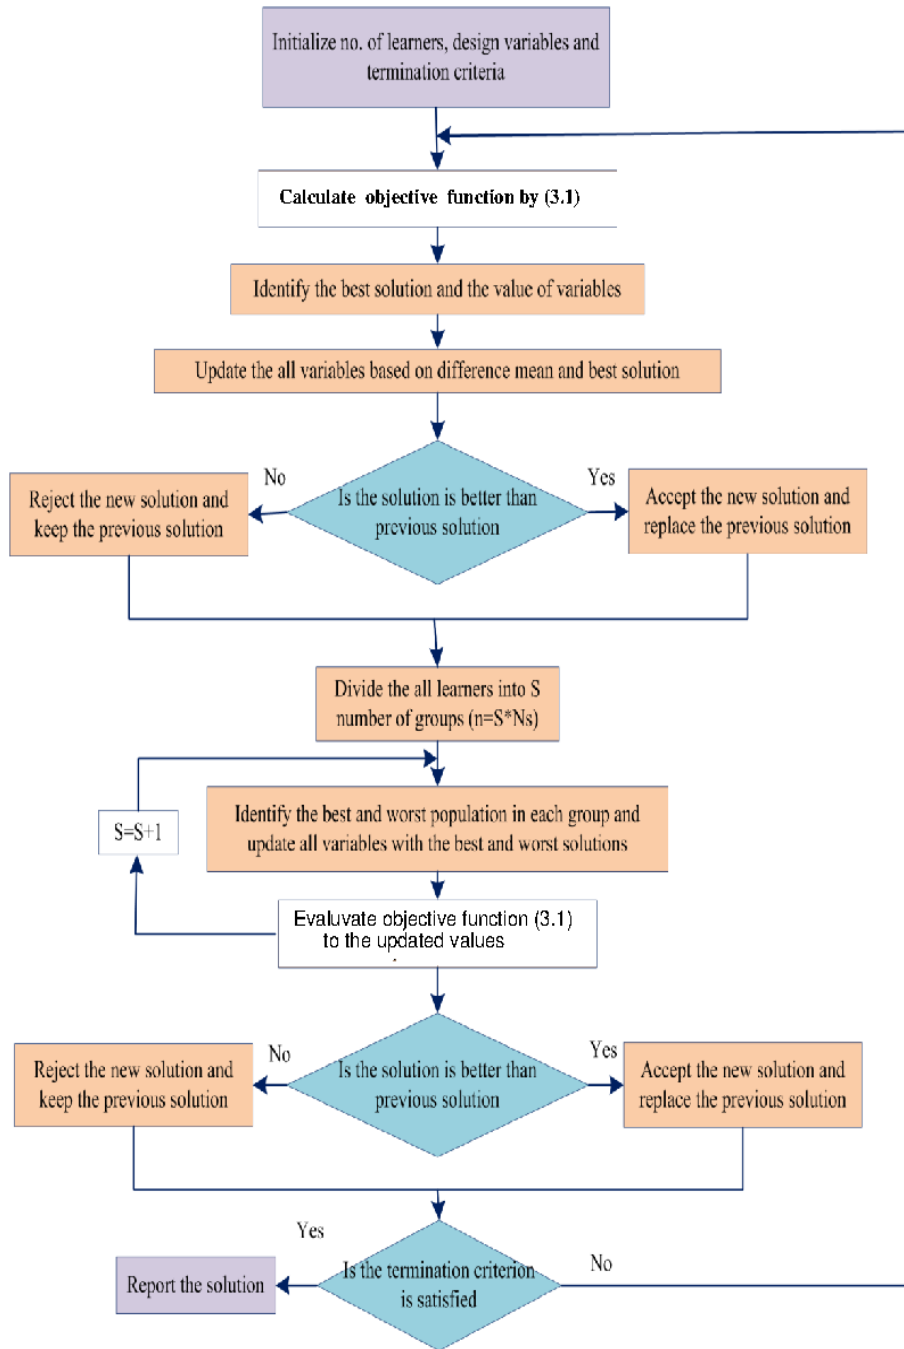 Initialize no. of learners, design variables and
termination criteria
Calculate objective function by (3.1)
Identify the best solution and the value of variables
Update the all variables based on difference mean and best solution
No
Yes
Reject the new solution and
keep the previous solution
Is the solution is better than
previous solution
Accept the new solution and
replace the previous solution
Divide the all learners into S
number of groups (n=S*Ns)
S=S+1
Identify the best and worst population in each group and
update all variables with the best and worst solutions
Evaluvate objective function (3.1)
to the updated values
No
Yes
Reject the new solution and
keep the previous solution
Is the solution is better than
previous solution
Accept the new solution and
replace the previous solution
Yes
No
Report the solution
Is the termination criterion
is satisfied